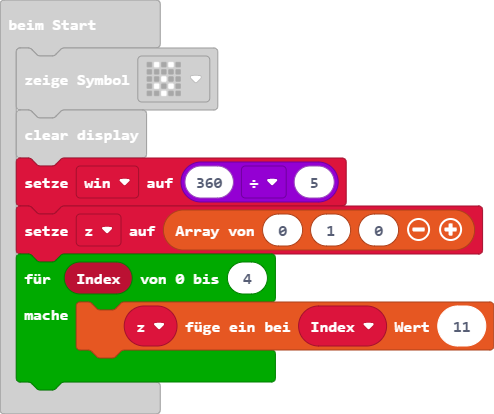 beim Start
zeige Symbol
clear display
setze win auf 360 ÷ 5
setze z auf Array von 0 1 0
für Index von 0 bis 4
mache
z füge ein bei Index Wert 11